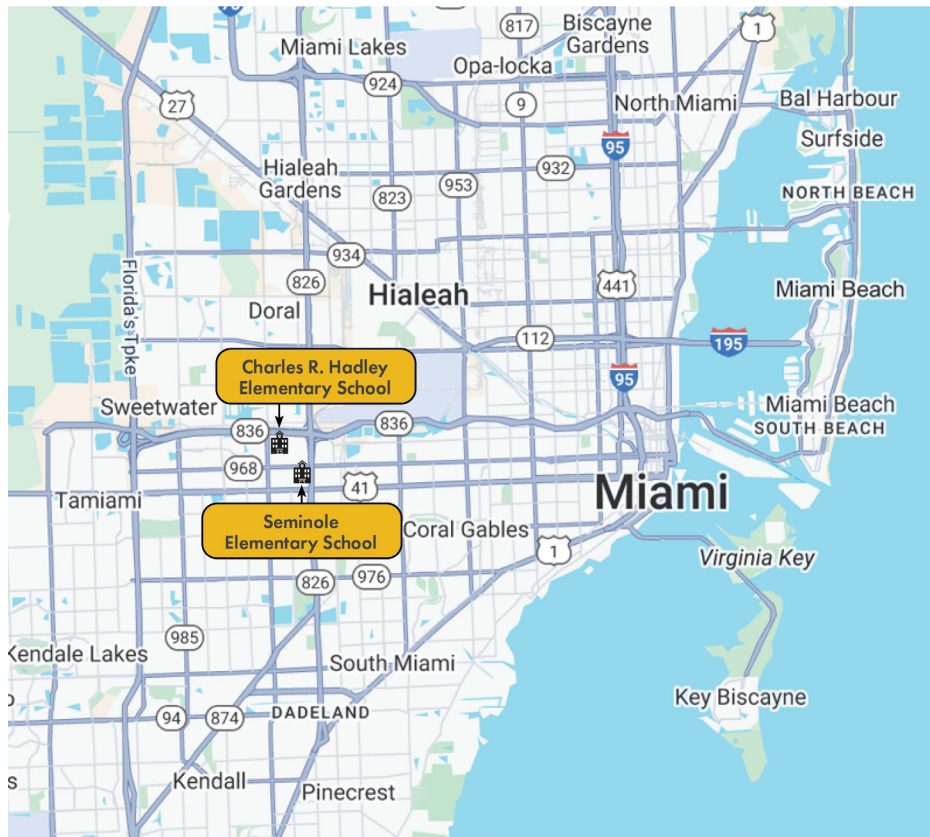 817
Biscayne
Gardens
1
Miami Lakes
Opa-locka
924
27
9
North Miami
Bal Harbour
95
Surfside
Hialeah
Gardens
932
953
823
NORTH BEACH
934
Florida's Tpke
826
441
Hialeah
Miami Beach
Doral
112
195
Charles R. Hadley
Elementary School
95
Sweetwater
Miami Beach
836
836
SOUTH BEACH
968
41
Tamiami
Miami
Seminole
Elementary School
Coral Gables
1
Virginia Key
826
976
985
Kendale Lakes
South Miami
Key Biscayne
94
874
DADELAND
Kendall
Pinecrest